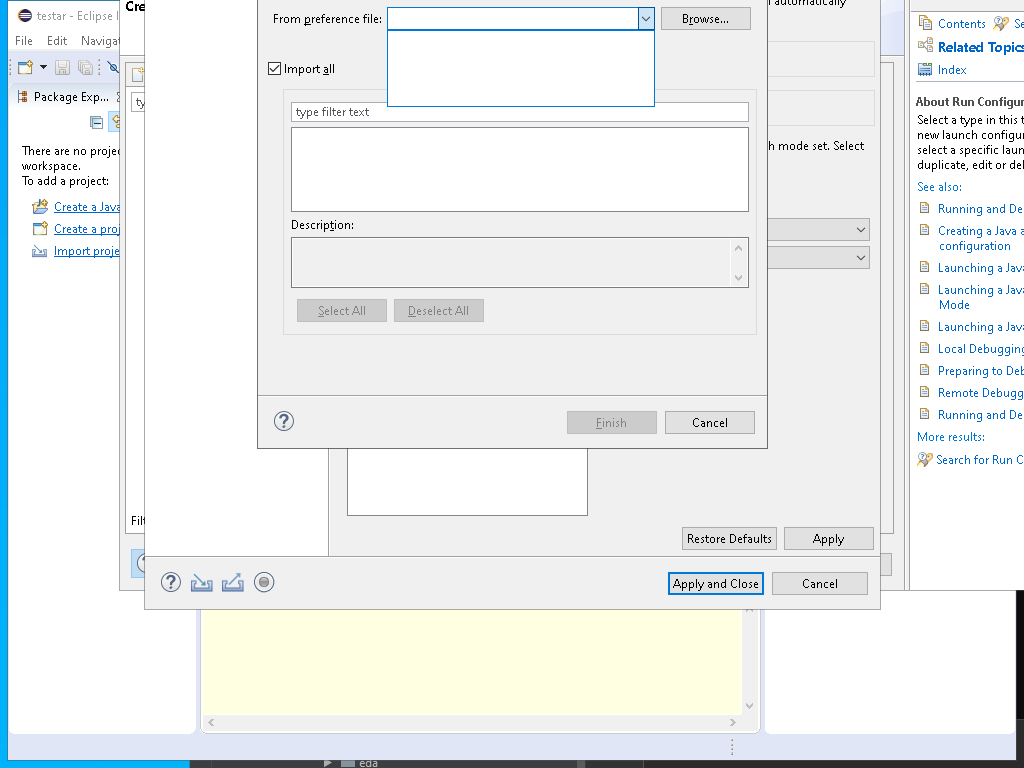 testar - Eclipse I
File Edit Navigat
Package Exp...
There are no proje
workspace.
To add a project:
Create a Java
Create a proj
Import proje
Cre
ty
Filt
From preference file:
Browse...
Import all
type filter text
Description:
Select All
Deselect All
Finish
Cancel
automatically
h mode set. Select
Restore Defaults
Apply
Apply and Close
Cancel
Contents
Se
Related Topics
Index
About Run Configur
Select a type in this t
new launch configur
select a specific laun
duplicate, edit or del
See also:
Running and De
Creating a Java a
configuration
Launching a Java
Launching a Java
Mode
Launching a Java
Local Debugging
Preparing to Deb
Remote Debugg
Running and De
More results:
Search for Run C
eda